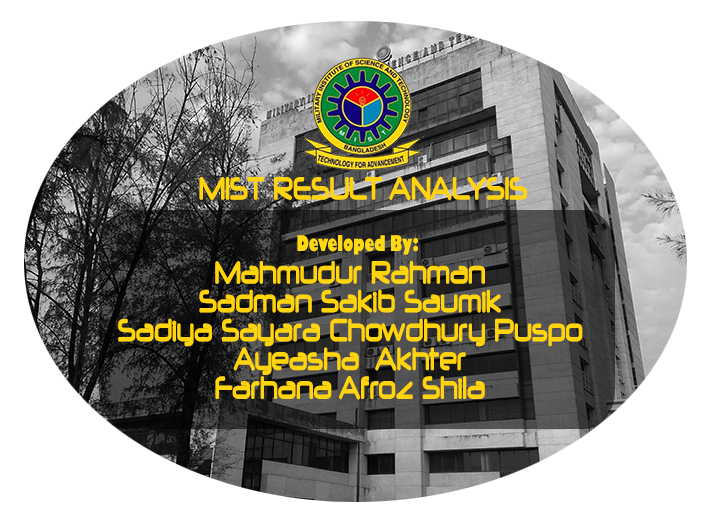 MILITARY INSTITUTE OF SCIENCE AND TECHNOLOGY
MIST
BANGLADESH
TECHNOLOGY FOR ADVANCEMENT
MIST RESULT ANALYSIS
Developed By:
Mahmudur Rahman
Sadman Sakib Saumik
Sadiya Sayara Chowdhury Puspo
Ayeasha Akhter
Farhana Afroz Shila